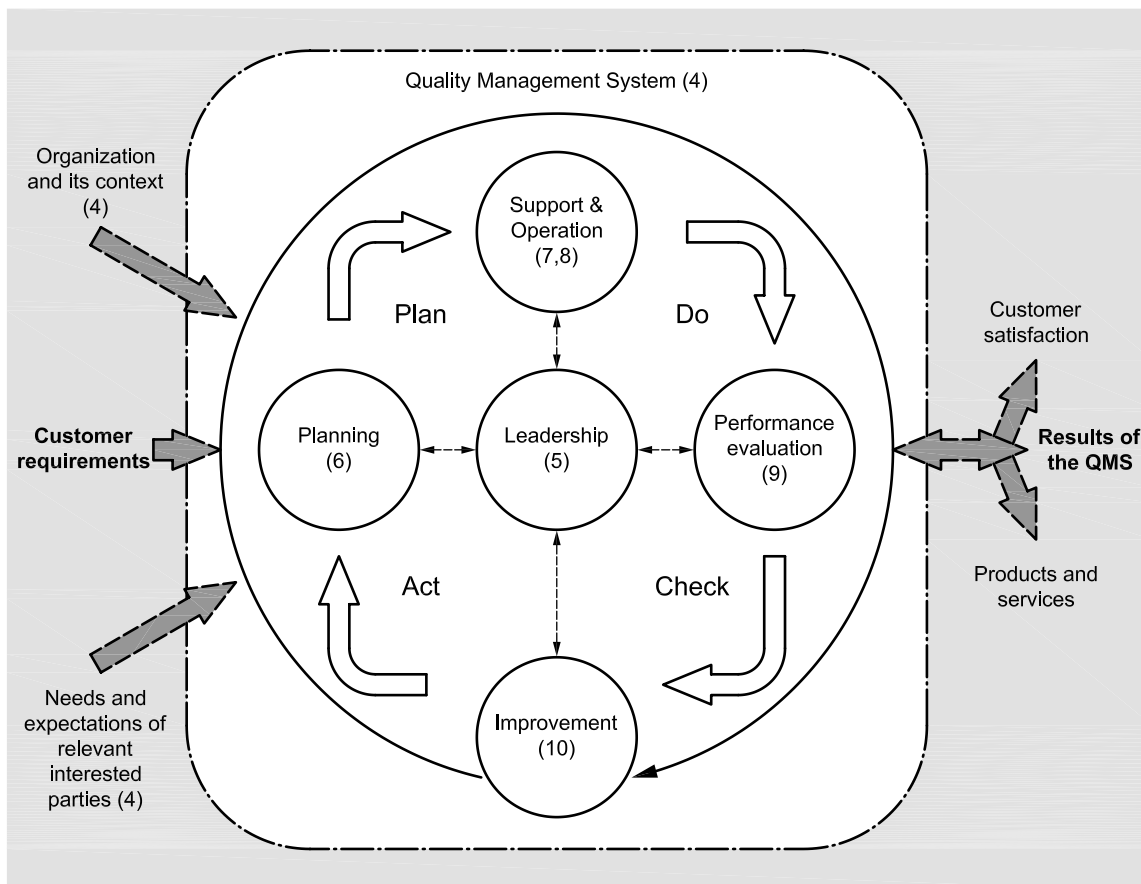 Quality Management System (4)
Organization
and its context
(4)
Support &
Operation
(7,8)
Plan
Do
Customer
satisfaction
Customer
requirements
Planning
(6)
Leadership
(5)
Performance
evaluation
(9)
Results of
the QMS
Act
Check
Products and
services
Needs and
expectations of
relevant
interested
parties (4)
Improvement
(10)